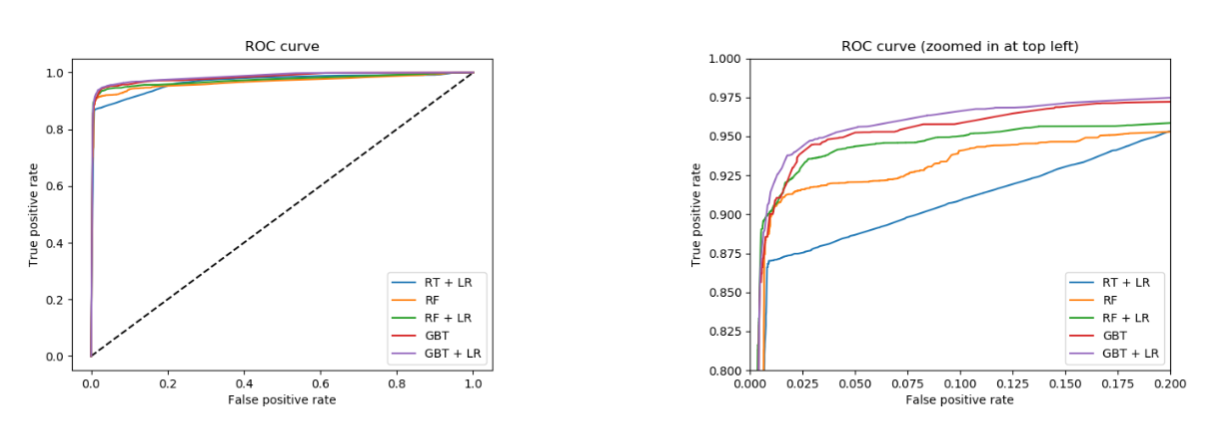 ROC curve
True positive rate
1.0
0.8
0.6
0.4
0.2
0.0
RT + LR
RF
RF + LR
GBT
GBT + LR
0.0 0.2 0.4 0.6 0.8 1.0
False positive rate
ROC curve (zoomed in at top left)
True positive rate
1.000
0.975
0.950
0.925
0.900
0.875
0.850
0.825
0.800
RT + LR
RF
RF + LR
GBT
GBT + LR
0.000 0.025 0.050 0.075 0.100 0.125 0.150 0.175 0.200
False positive rate